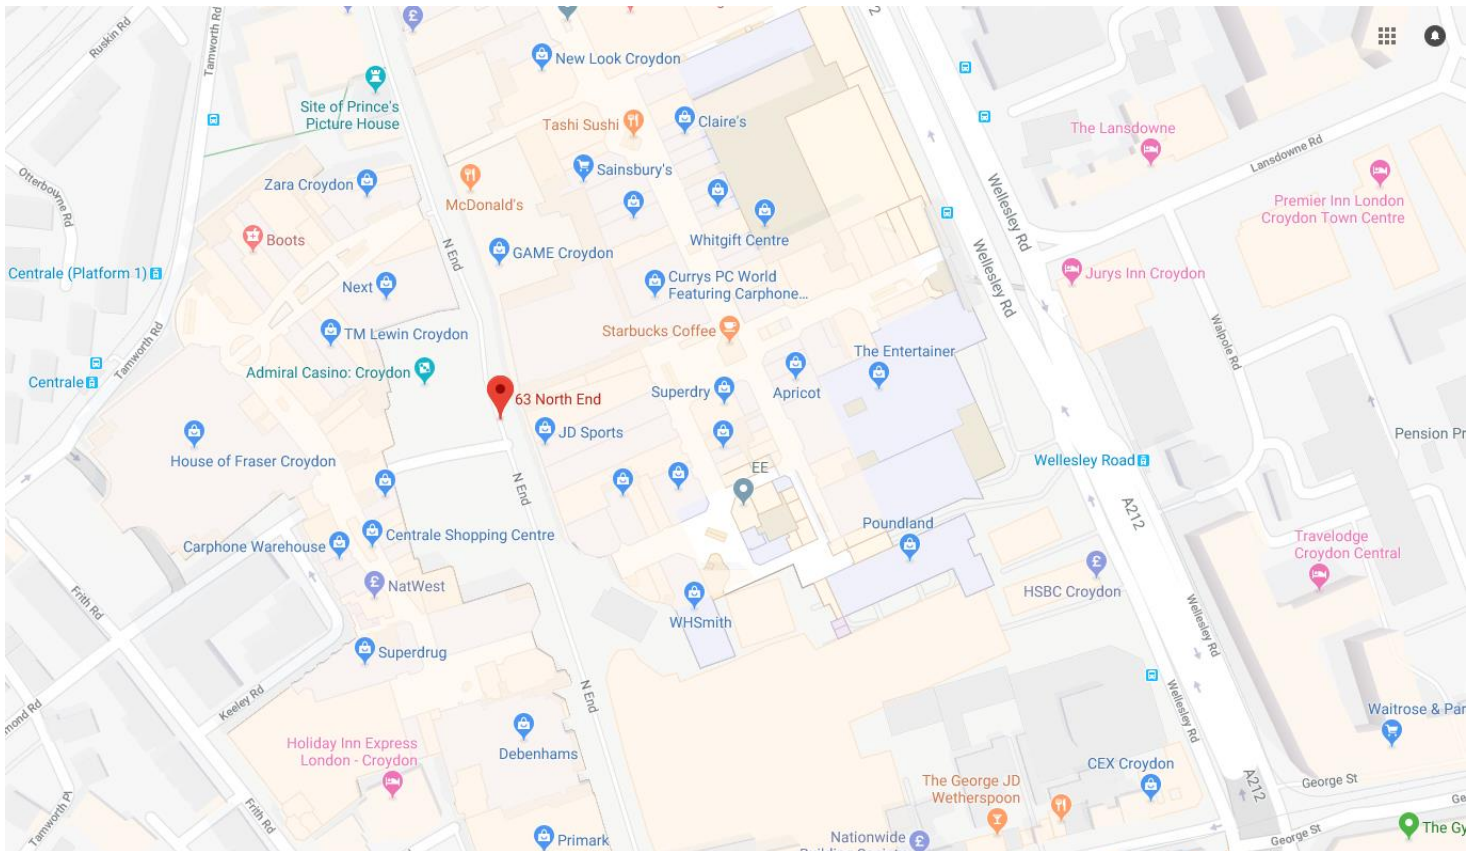 Ruskin Rd
Tamworth Rd
New Look Croydon
Site of Prince's
Picture House
Tashi Sushi
Claire's
The Lansdowne
Lansdowne Rd
Otterbourne Rd
Zara Croydon
Sainsbury's
McDonald's
Wellesley Rd
Premier Inn London
Croydon Town Centre
Boots
N End
GAME Croydon
Whitgift Centre
Wellesley Rd
Centrale (Platform 1)
Next
Currys PC World
Featuring Carphone...
Jurys Inn Croydon
Tamworth Rd
TM Lewin Croydon
Starbucks Coffee
The Entertainer
Walpole Rd
Centrale
Admiral Casino: Croydon
63 North End
Superdry
Apricot
JD Sports
House of Fraser Croydon
Pension Pr
Wellesley Road
EE
N End
A212
Centrale Shopping Centre
Carphone Warehouse
Poundland
Travelodge
Croydon Central
NatWest
HSBC Croydon
Frith Rd
WHSmith
Wellesley Rd
Superdrug
Keeley Rd
mond Rd
N End
Wellesley Rd
Waitrose & Par
Holiday Inn Express
London - Croydon
Debenhams
CEX Croydon
The George JD
Wetherspoon
A212
George St
Ge
Tamworth Pl
Frith Rd
Primark
Nationwide
George St
The Gy